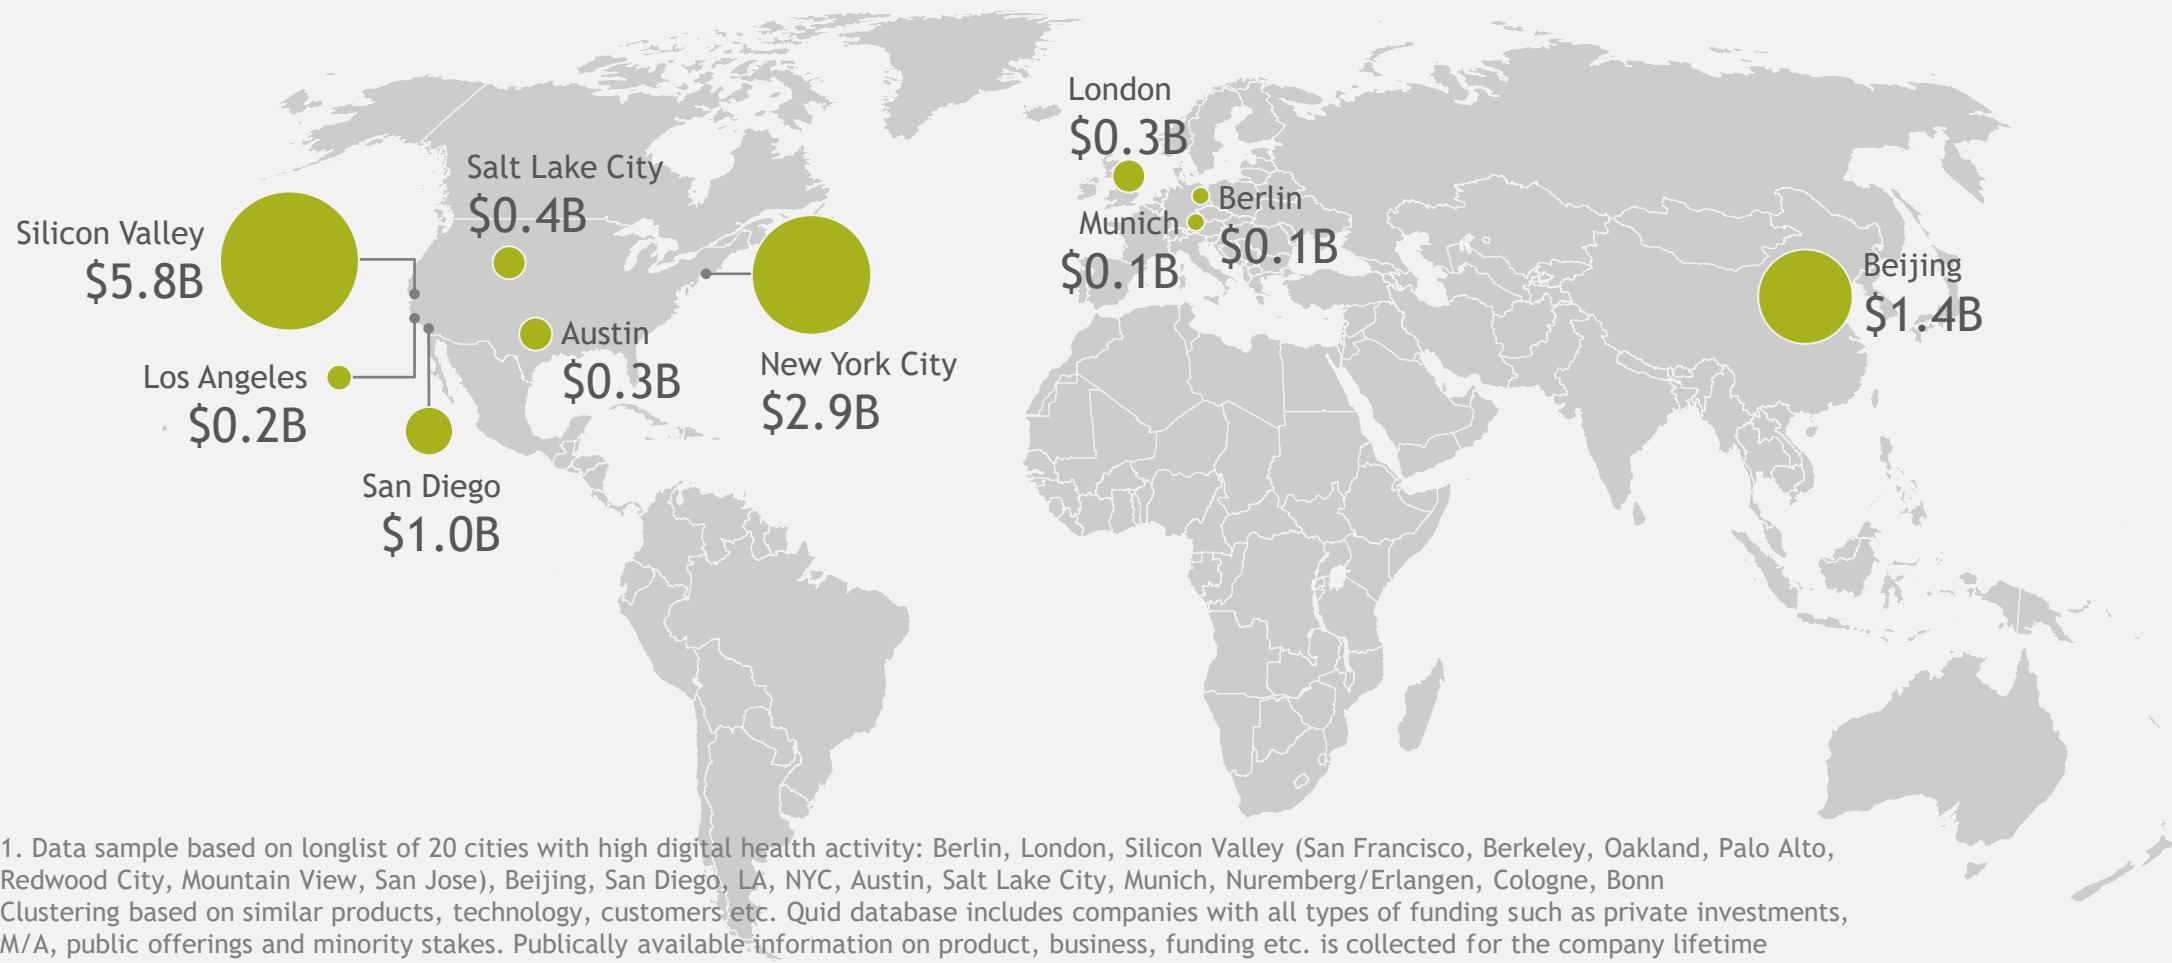 London
$0.3B
Salt Lake City
$0.4B
Silicon Valley
$5.8B
Berlin
$0.1B
Munich
$0.1B
Beijing
$1.4B
Austin
$0.3B
New York City
$2.9B
Los Angeles
$0.2B
San Diego
$1.0B
1. Data sample based on longlist of 20 cities with high digital health activity: Berlin, London, Silicon Valley (San Francisco, Berkeley, Oakland, Palo Alto,
Redwood City, Mountain View, San Jose), Beijing, San Diego, LA, NYC, Austin, Salt Lake City, Munich, Nuremberg/Erlangen, Cologne, Bonn
Clustering based on similar products, technology, customers etc. Quid database includes companies with all types of funding such as private investments,
M/A, public offerings and minority stakes. Publically available information on product, business, funding etc. is collected for the company lifetime